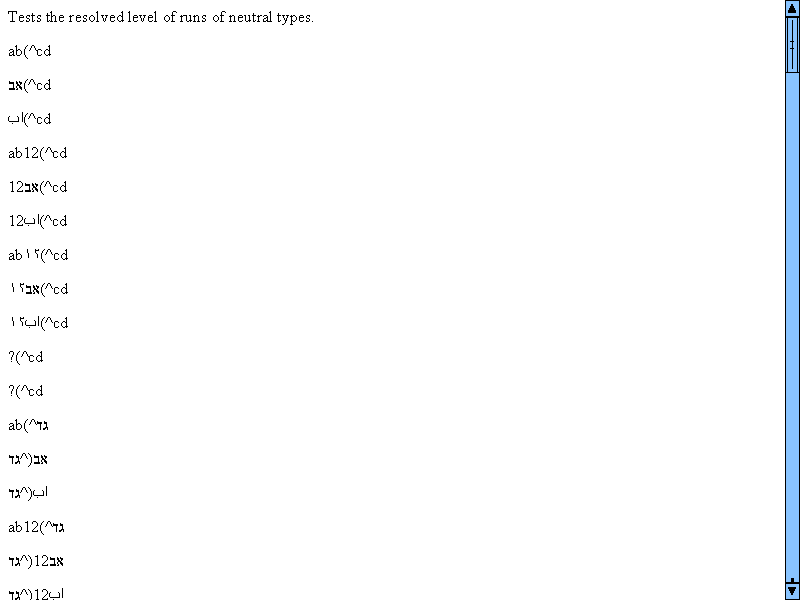 Tests the resolved level of runs of neutral types.
ab(^cd
אב(^cd
اب(^cd
ab12(^cd
אב12(^cd
اب12(^cd
ab١٢(^cd
אב١٢(^cd
اب١٢(^cd
?(^cd
?(^cd
ab(^גד
אב(^גד
اب(^גד
ab12(^גד
אב12(^גד
اب12(^גד